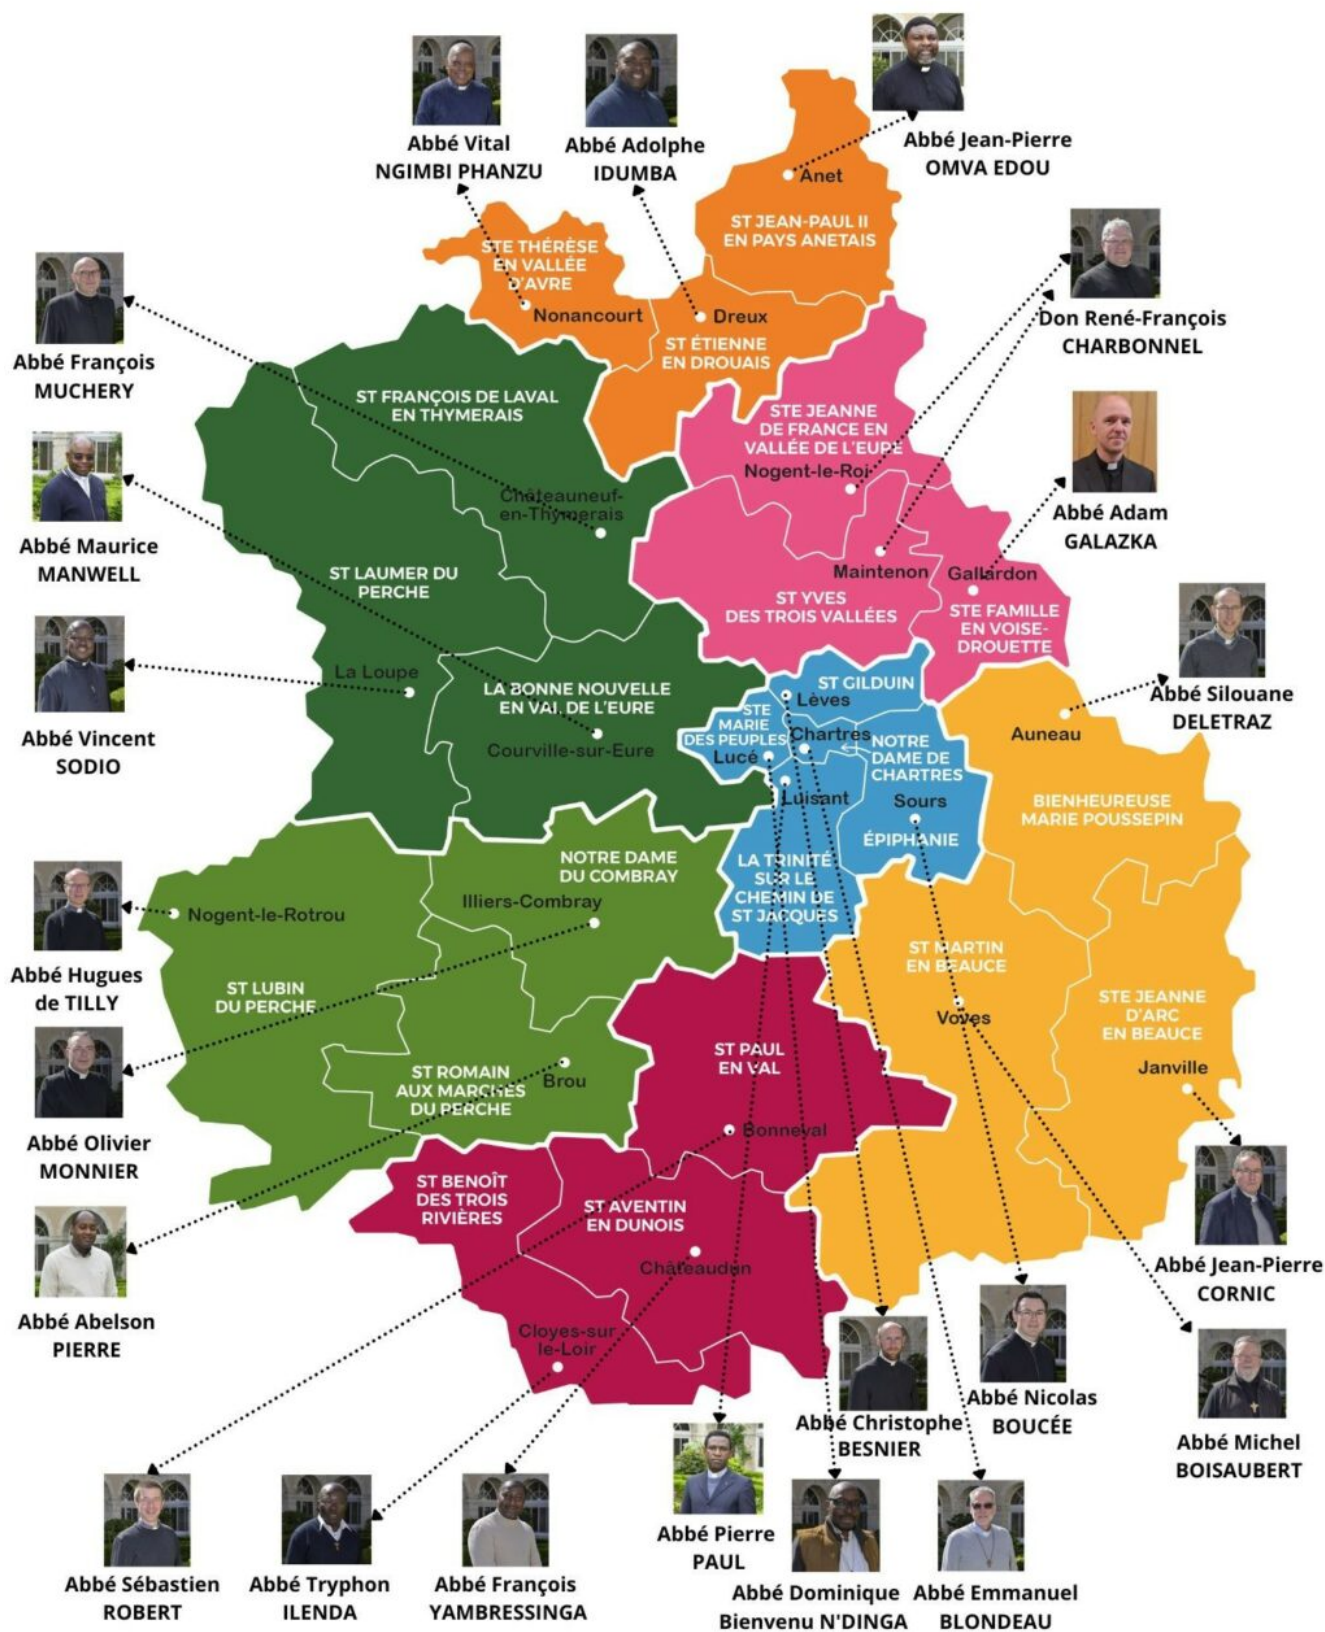 Abbé Vital
NGIMBI PHANZU
Abbé Adolphe
IDUMBA
Abbé Jean-Pierre
OMVA EDOU
Anet
ST JEAN-PAUL II
EN PAYS ANETAIS
STE THÉRÈSE
EN VALLÉE
D'AVRE
Nonancourt
Dreux
ST ÉTIENNE
EN DROUAIS
Don René-François
CHARBONNEL
Abbé François
MUCHERY
ST FRANÇOIS DE LAVAL
EN THYMERAIS
STE JEANNE
DE FRANCE EN
VALLÉE DE L'EURE
Nogent-le-Roi
Châteauneuf-
en-Thymerais
Abbé Adam
GALAZKA
Abbé Maurice
MANWELL
ST LAUMER DU
PERCHE
Maintenon
Gallardon
ST YVES
DES TROIS VALLÉES
STE FAMILLE
EN VOISE-
DROUETTE
La Loupe
Abbé Vincent
SODIO
LA BONNE NOUVELLE
EN VAL DE L'EURE
Courville-sur-Eure
ST GILDUIN
Lèves
STE
MARIE
DES PEUPLES
Lucé
Chartres
NOTRE
DAME DE
CHARTRES
Luisant
Sours
ÉPIPHANIE
Abbé Silouane
DELETRAZ
Auneau
BIENHEUREUSE
MARIE POUSSEPIN
NOTRE DAME
DU COMBRAY
Illiers-Combray
LA TRINITÉ
SUR LE
CHEMIN DE
ST JACQUES
Nogent-le-Rotrou
Abbé Hugues
de TILLY
ST LUBIN
DU PERCHE
ST MARTIN
EN BEAUCE
Voves
STE JEANNE
D'ARC
EN BEAUCE
Janville
ST PAUL
EN VAL
ST ROMAIN
AUX MARCHES
DU PERCHE
Brou
Bonneval
Abbé Olivier
MONNIER
ST BENOÎT
DES TROIS
RIVIÈRES
ST AVENTIN
EN DUNOIS
Châteaudun
Abbé Jean-Pierre
CORNIC
Abbé Abelson
PIERRE
Cloyes-sur
le-Loir
Abbé Nicolas
BOUCÉE
Abbé Christophe
BESNIER
Abbé Michel
BOISAUBERT
Abbé Pierre
PAUL
Abbé Sébastien
ROBERT
Abbé Tryphon
ILENDA
Abbé François
YAMBRESSINGA
Abbé Dominique
Bienvenu N'DINGA
Abbé Emmanuel
BLONDEAU